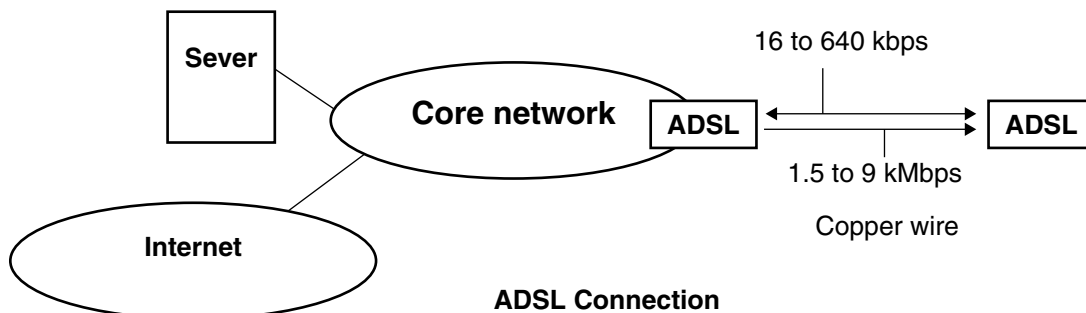 Sever
Core network
ADSL
16 to 640 kbps
1.5 to 9 kMbps
Copper wire
ADSL
Internet
ADSL Connection